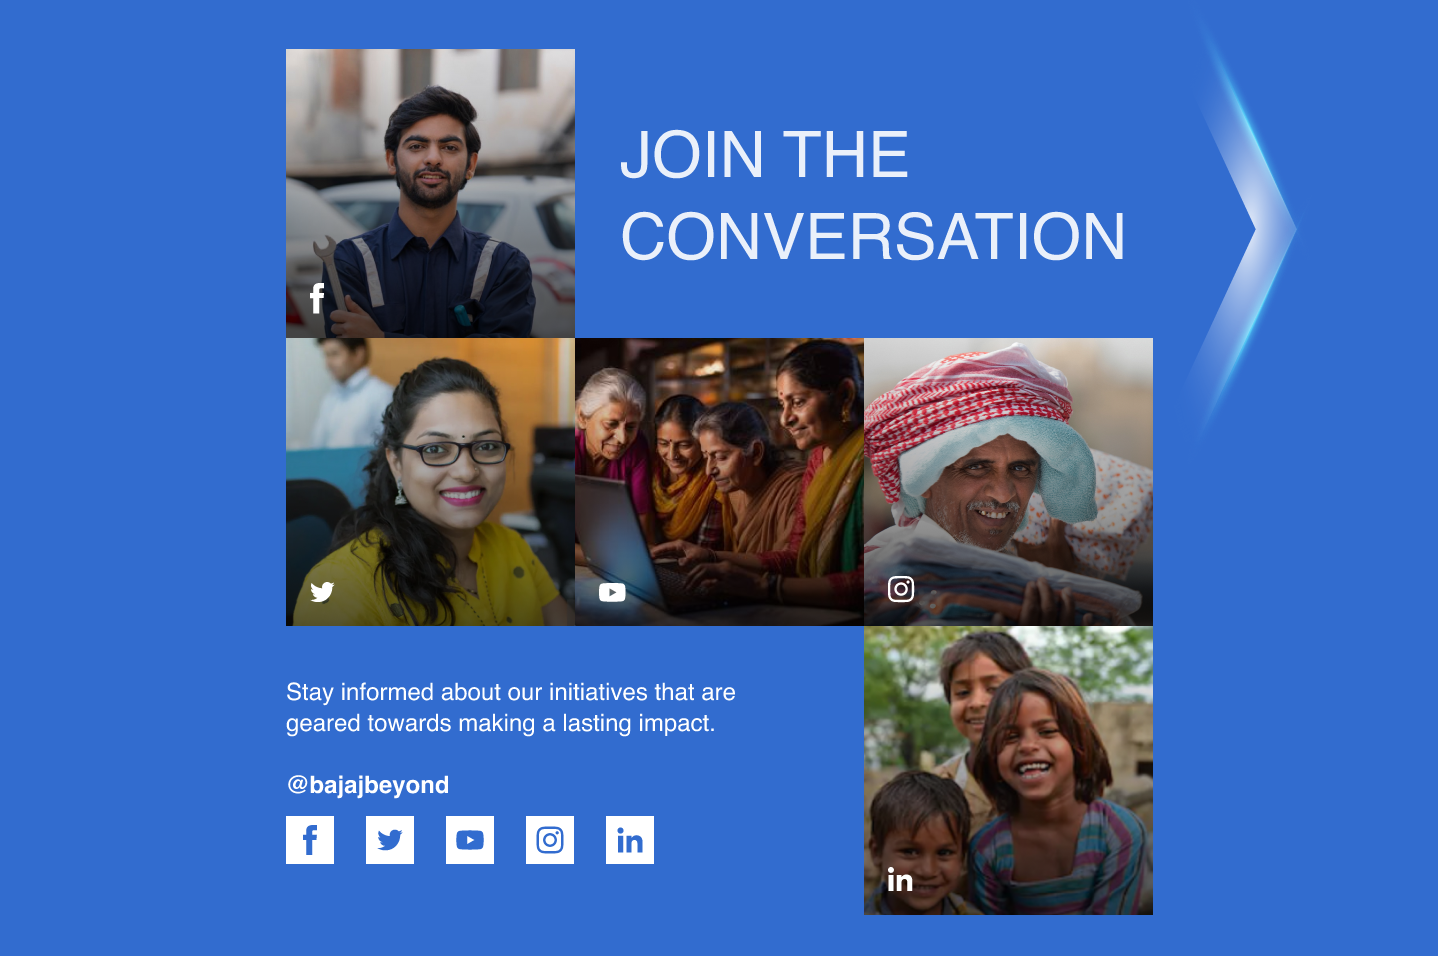 JOIN THE
CONVERSATION
Stay informed about our initiatives that are
geared towards making a lasting impact.
@bajajbeyond